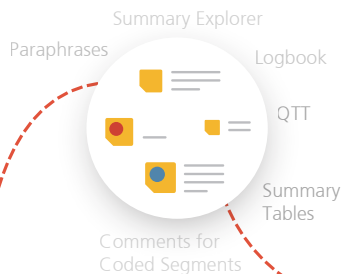 Summary Explorer
Paraphrases
Logbook
QTT
Summary
Tables
Comments for
Coded Segments